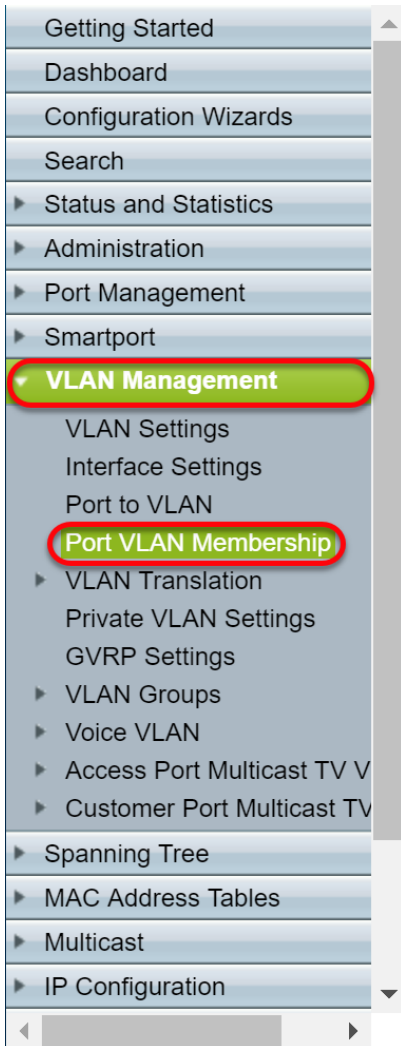 Getting Started
Dashboard
Configuration Wizards
Search
Status and Statistics
Administration
Port Management
Smartport
VLAN Management
VLAN Settings
Interface Settings
Port to VLAN
Port VLAN Membership
VLAN Translation
Private VLAN Settings
GVRP Settings
VLAN Groups
Voice VLAN
Access Port Multicast TV V
Customer Port Multicast TV
Spanning Tree
MAC Address Tables
Multicast
IP Configuration